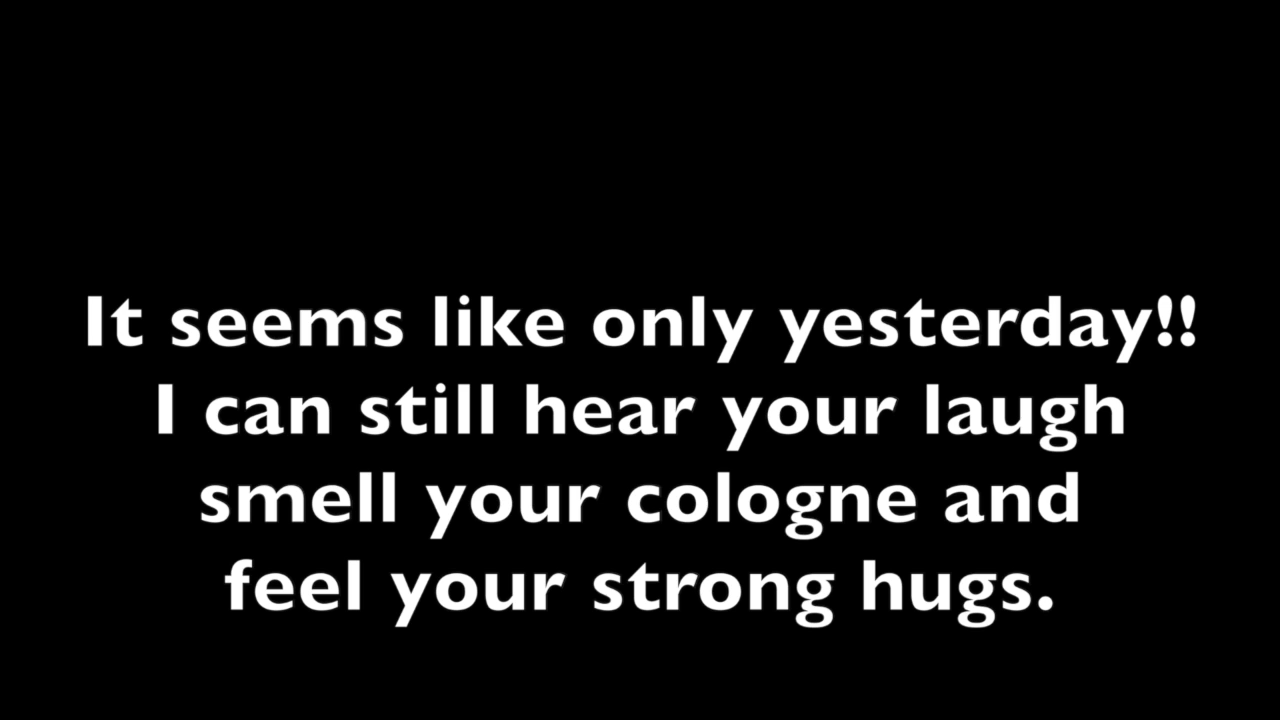 It seems like only yesterday!!
I can still hear your laugh
smell your cologne and
feel your strong hugs.